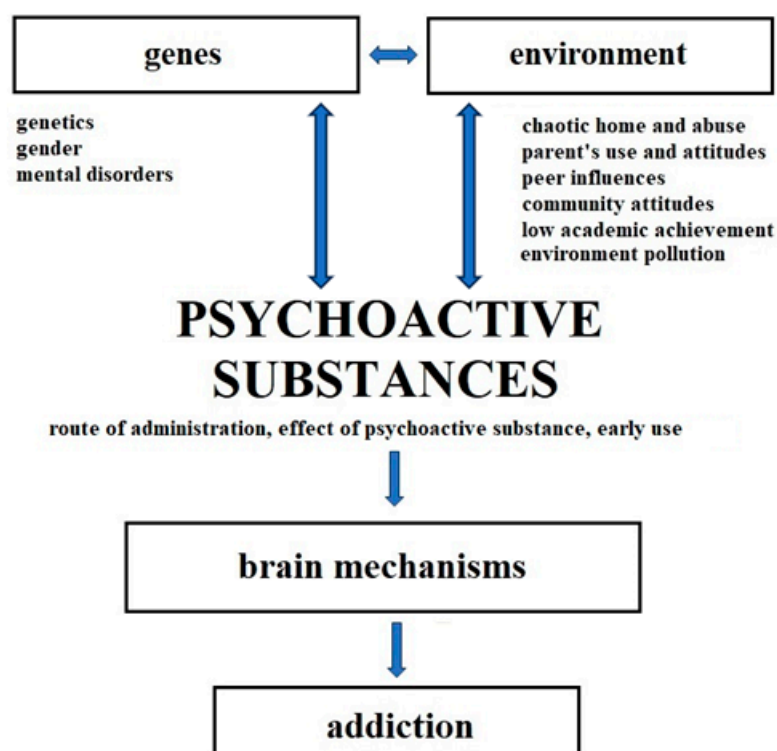 genes
environment
genetics
gender
mental disorders
chaotic home and abuse
parent's use and attitudes
peer influences
community attitudes
low academic achievement
environment pollution
PSYCHOACTIVE
SUBSTANCES
route of administration, effect of psychoactive substance, early use
brain mechanisms
addiction